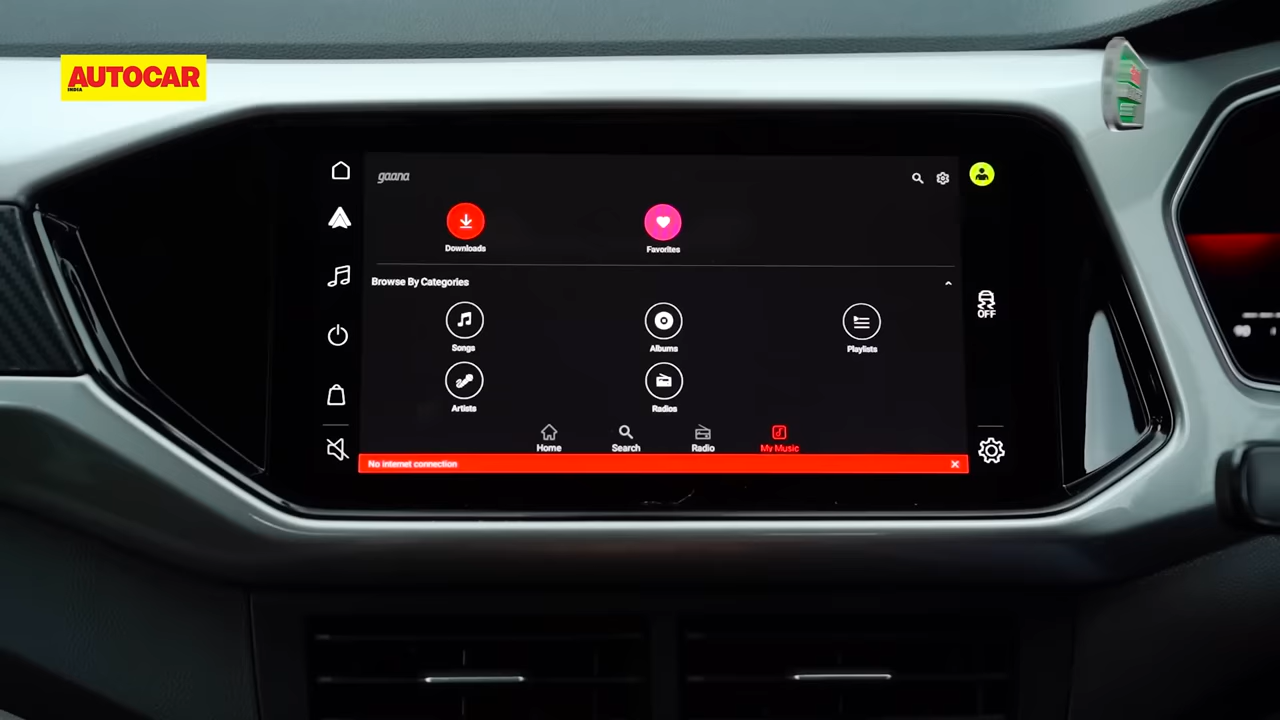 AUTOCAR
INDIA
gaana
Downloads
Favorites
Browse By Categories
Songs
Albums
Playlists
OFF
Artists
Radios
Home
Search
Radio
My Music
No internet connection